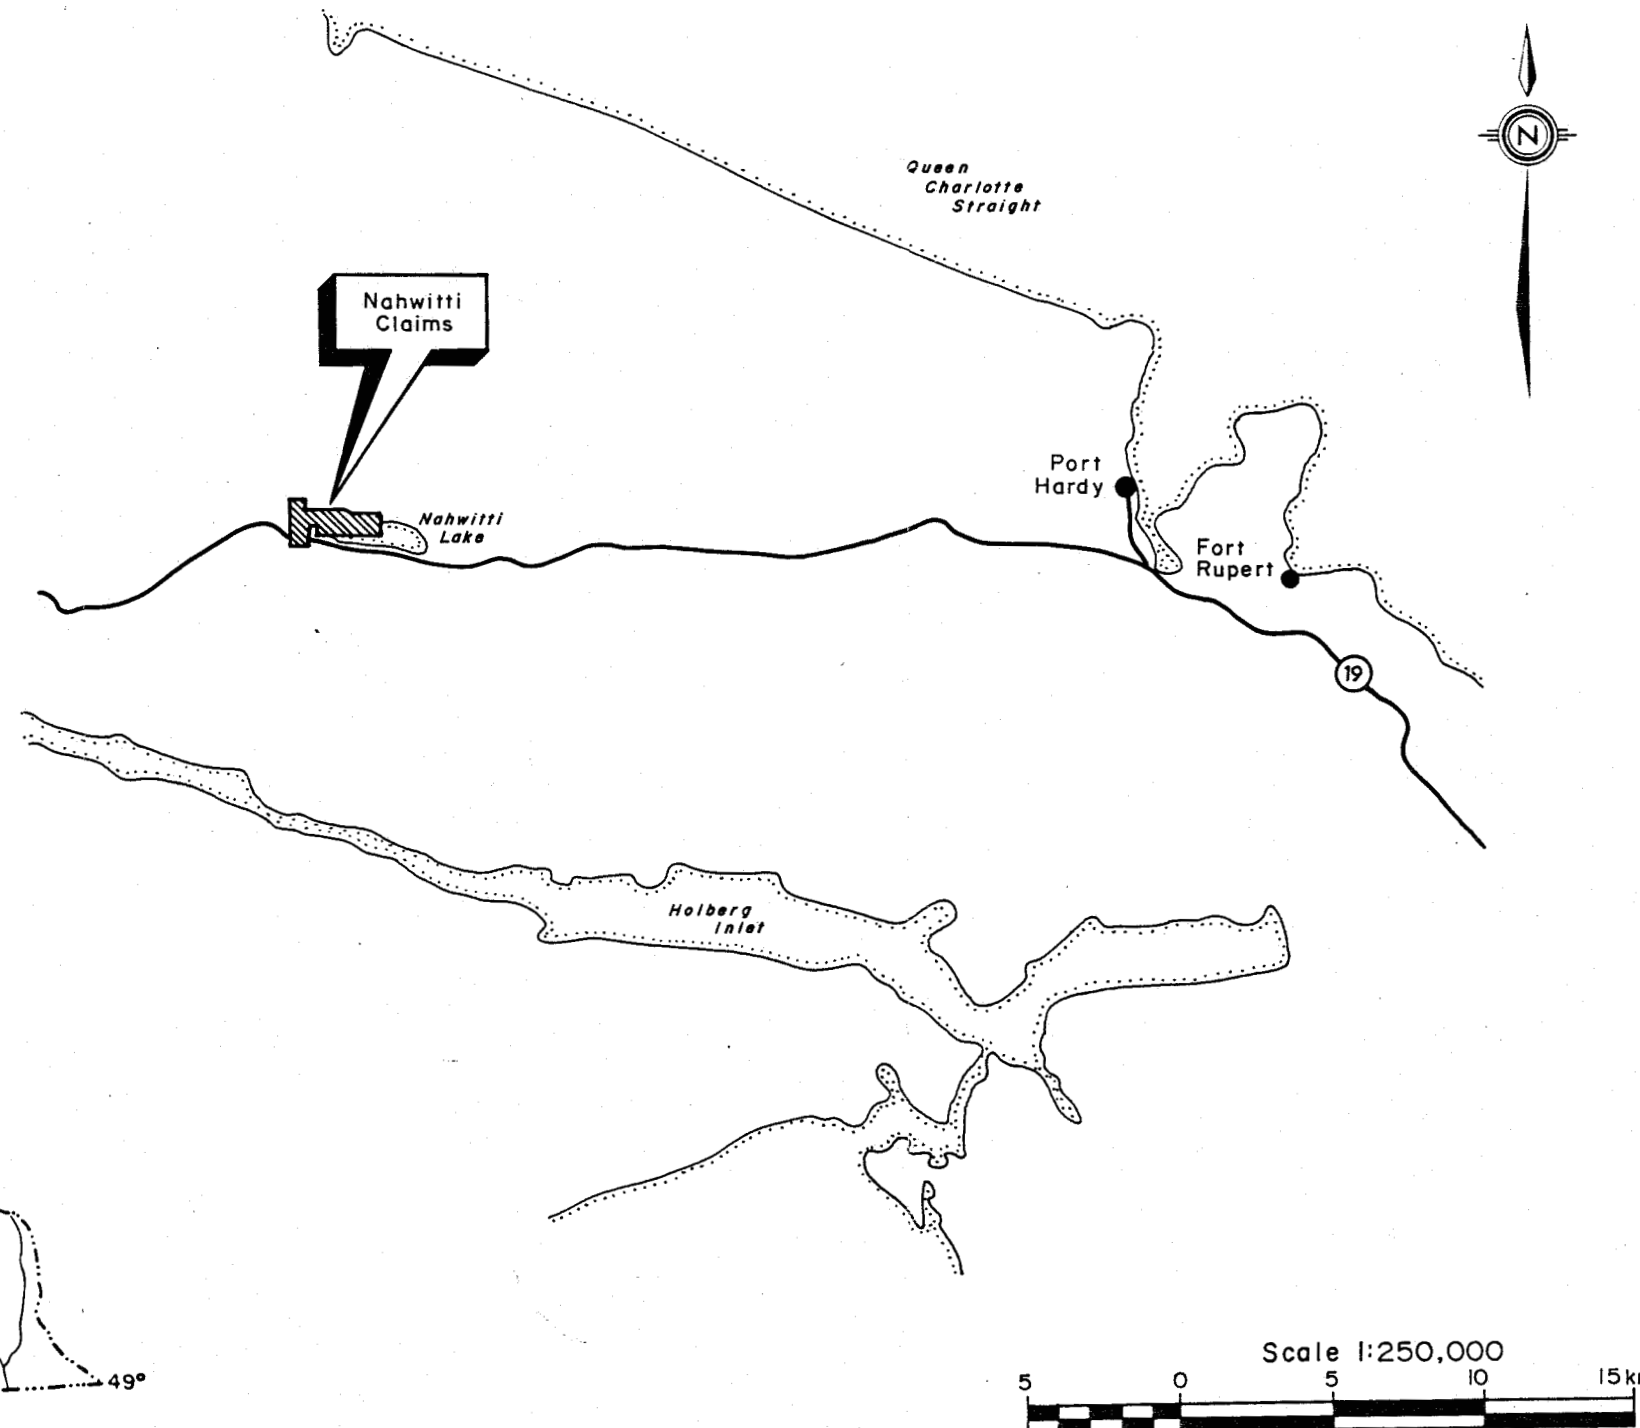 N
Queen
Charlotte
Straight
Nahwitti
Claims
Port
Hardy
Nahwitti
Lake
Fort
Rupert
19
Holberg
Inlet
49°
Scale 1:250,000
5 0 5 10 15